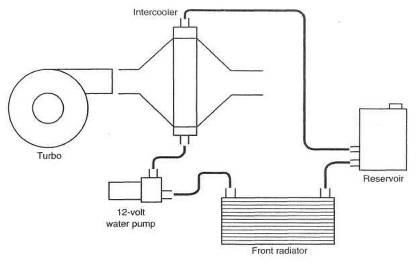 Intercooler
Turbo
Reservoir
12-volt
water pump
Front radiator